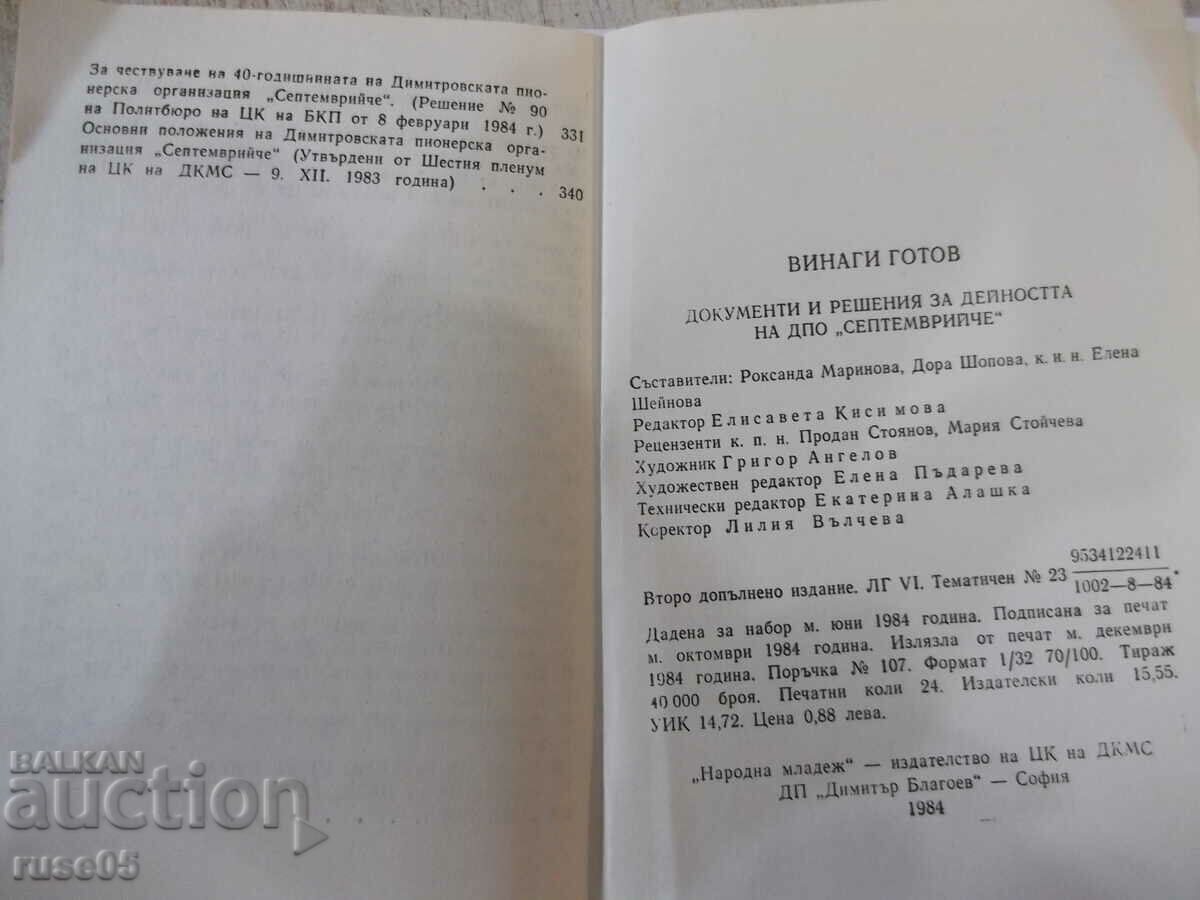 За чествуване на 40-годишнината на Димитровската пио-
нерска организация „Септемврийче“. (Решение № 90
на Политбюро на ЦК на БКП от 8 февруари 1984 г.) 331
Основни положения на Димитровската пионерска орга-
низация „Септемврийче“ (Утвърдени от Шестия пленум
на ЦК на ДКМС — 9. XII. 1983 година) . . . 340
ВИНАГИ ГОТОВ
ДОКУМЕНТИ И РЕШЕНИЯ ЗА ДЕЙНОСТТА
НА ДПО „СЕПТЕМВРИЙЧЕ“
Съставители: Роксанда Маринова, Дора Шопова, к. и. н. Елена
Шейнова
Редактор Елисавета Кисимова
Рецензенти к. п. н. Продан Стоянов, Мария Стойчева
Художник Григор Ангелов
Художествен редактор Елена Пъдарева
Технически редактор Екатерина Алашка
Коректор Лилия Вълчева
9534122411
Второ допълнено издание. ЛГ VI. Тематичен № 23
1002—8—84.
Дадена за набор м. юни 1984 година. Подписана за печат
м. октомври 1984 година. Излязла от печат м. декември
1984 година. Поръчка № 107. Формат 1/32 70/100. Тираж
40 000 броя. Печатни коли 24. Издателски коли 15,55.
УИК 14,72. Цена 0,88 лева.
„Народна младеж“ — издателство на ЦК на ДКМС
ДП „Димитър Благоев“ — София
1984
BALKAN
auction
ruse05